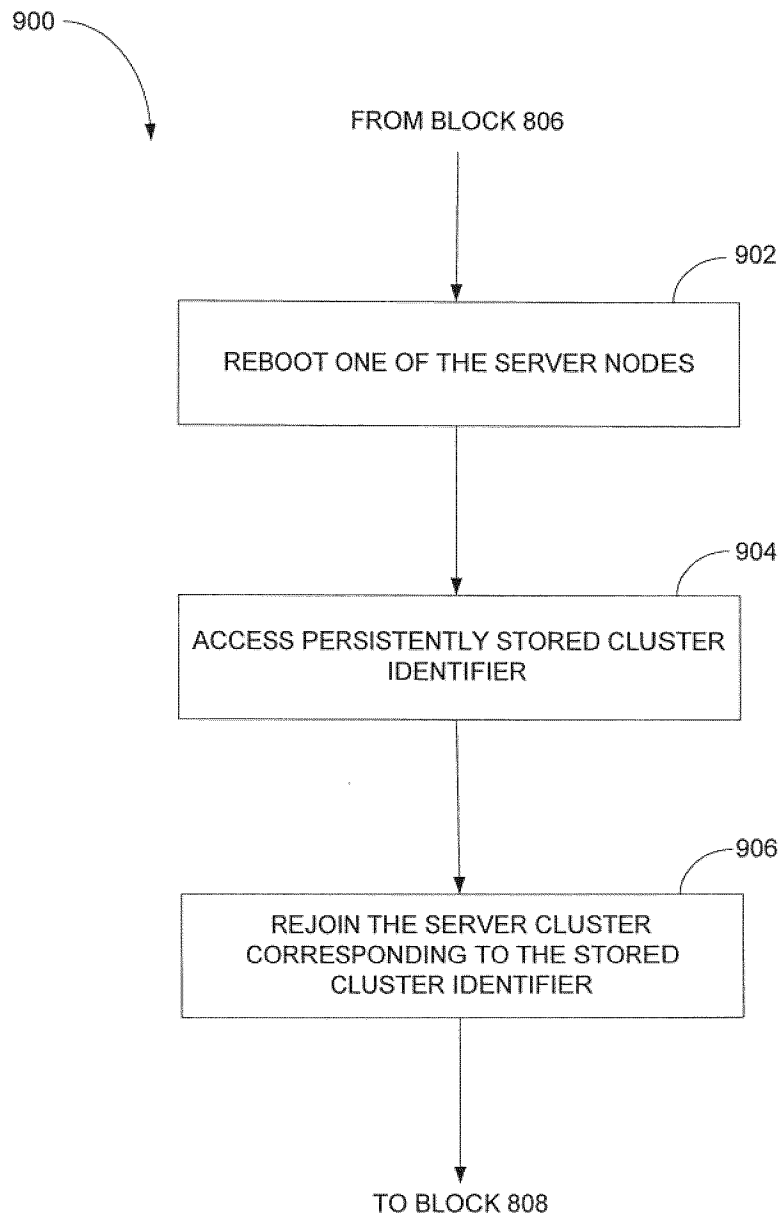 900
FROM BLOCK 806
902
REBOOT ONE OF THE SERVER NODES
904
ACCESS PERSISTENTLY STORED CLUSTER
IDENTIFIER
906
REJOIN THE SERVER CLUSTER
CORRESPONDING TO THE STORED
CLUSTER IDENTIFIER
TO BLOCK 808